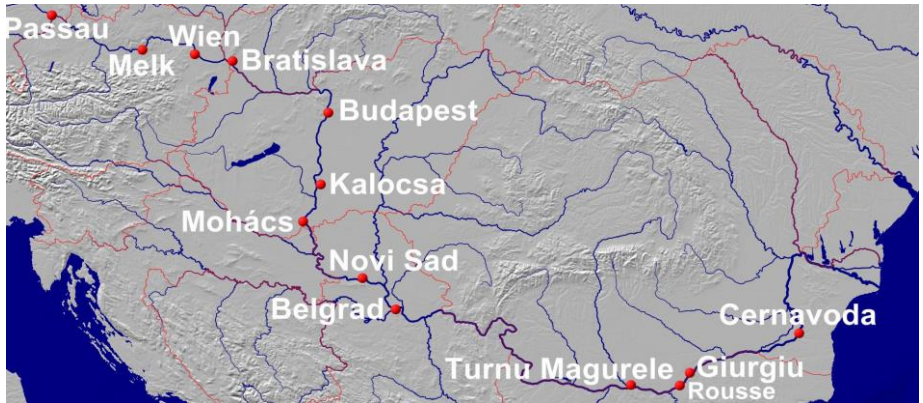 Passau
Wien
Melk
Bratislava
Budapest
Kalocsa
Mohács
Novi Sad
Belgrad
Cernavoda
Turnu Magurele
Giurgiu
Rousse